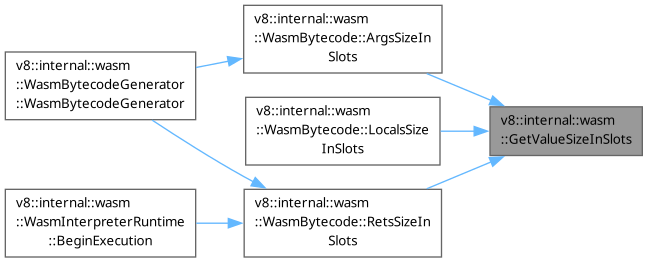 v8::internal::wasm
::WasmBytecode::ArgsSizeIn
Slots
v8::internal::wasm
::WasmBytecodeGenerator
::WasmBytecodeGenerator
v8::internal::wasm
::WasmBytecode::LocalsSize
InSlots
v8::internal::wasm
::GetValueSizeInSlots
v8::internal::wasm
::WasmInterpreterRuntime
::BeginExecution
v8::internal::wasm
::WasmBytecode::RetsSizeIn
Slots